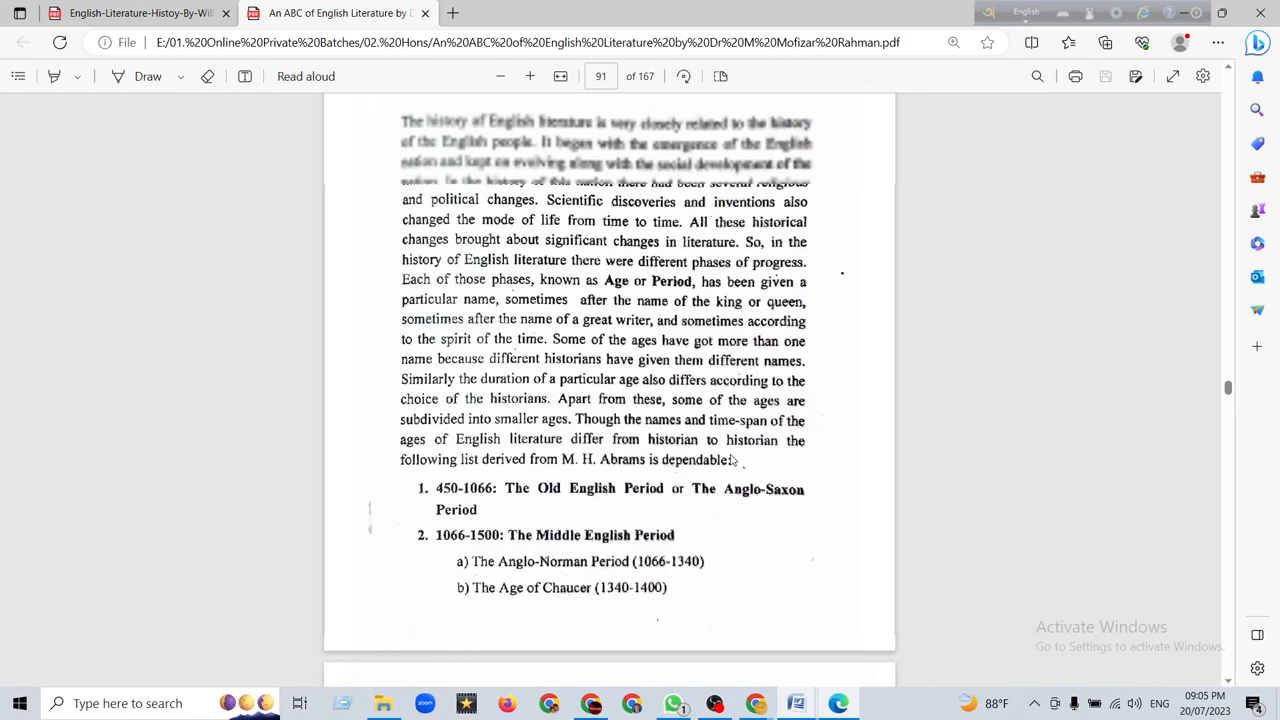 English-Literature-Histoy-By-Will
An ABC of English Literature by D
English
File
E:/01.%20Online%20Private%20Batches/02.%20Hons/An%20ABC%20of%20English%20Literature%20by%20Dr%20M%20Mofizar%20Rahman.pdf
Draw
Read aloud
91
of 167
The history of English literature is very closely related to the history
of the English people. It began with the emergence of the English
nation and kept on evolving along with the social development of the
nation. In the history of this nation there had been several religious
and political changes. Scientific discoveries and inventions also
changed the mode of life from time to time. All these historical
changes brought about significant changes in literature. So, in the
history of English literature there were different phases of progress.
Each of those phases, known as Age or Period, has been given a
particular name, sometimes after the name of the king or queen,
sometimes after the name of a great writer, and sometimes according
to the spirit of the time. Some of the ages have got more than one
name because different historians have given them different names.
Similarly the duration of a particular age also differs according to the
choice of the historians. Apart from these, some of the ages are
subdivided into smaller ages. Though the names and time-span of the
ages of English literature differ from historian to historian the
following list derived from M. H. Abrams is dependable:
1. 450-1066: The Old English Period or The Anglo-Saxon
Period
2. 1066-1500: The Middle English Period
a) The Anglo-Norman Period (1066-1340)
b) The Age of Chaucer (1340-1400)
Activate Windows
Go to Settings to activate Windows.
Type here to search
zoom
1
88°F
ENG
09:05 PM
20/07/2023
4